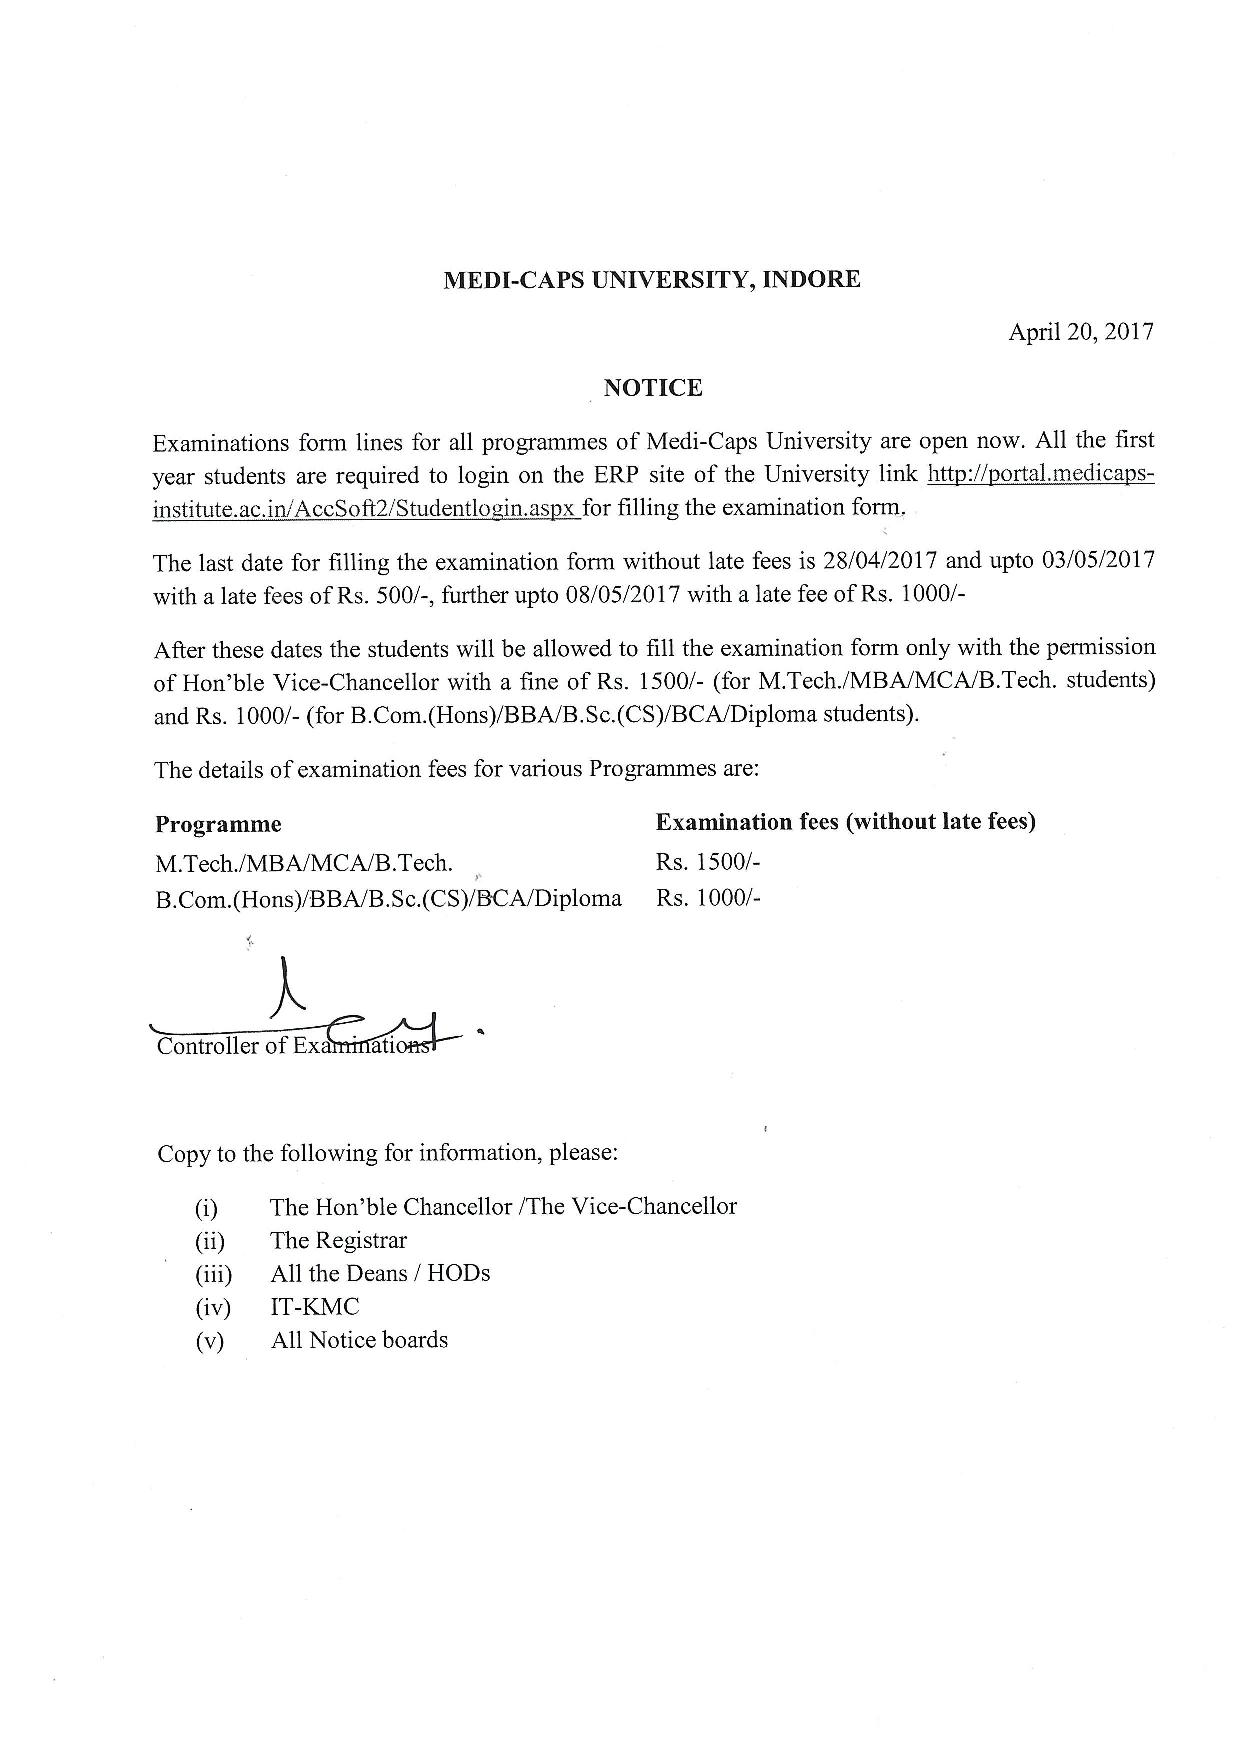 MEDI-CAPS UNIVERSITY, INDORE
April 20, 2017
NOTICE
Examinations form lines for all programmes of Medi-Caps University are open now. All the first
year students are required to login on the ERP site of the University link http://portal.medicaps-
institute.ac.in/AccSoft2/Studentlogin.aspx for filling the examination form.
The last date for filling the examination form without late fees is 28/04/2017 and upto 03/05/2017
with a late fees of Rs. 500/-, further upto 08/05/2017 with a late fee of Rs. 1000/-
After these dates the students will be allowed to fill the examination form only with the permission
of Hon’ble Vice-Chancellor with a fine of Rs. 1500/- (for M.Tech./MBA/MCA/B.Tech. students)
and Rs. 1000/- (for B.Com.(Hons)/BBA/B.Sc.(CS)/BCA/Diploma students).
The details of examination fees for various Programmes are:
Programme Examination fees (without late fees)
M.Tech./MBA/MCA/B.Tech. Rs. 1500/-
B.Com.(Hons)/BBA/B.Sc.(CS)/BCA/Diploma Rs. 1000/-
Controller of Examinations
Copy to the following for information, please:
(i) The Hon’ble Chancellor /The Vice-Chancellor
(ii) The Registrar
(iii) All the Deans / HODs
(iv) IT-KMC
(v) All Notice boards